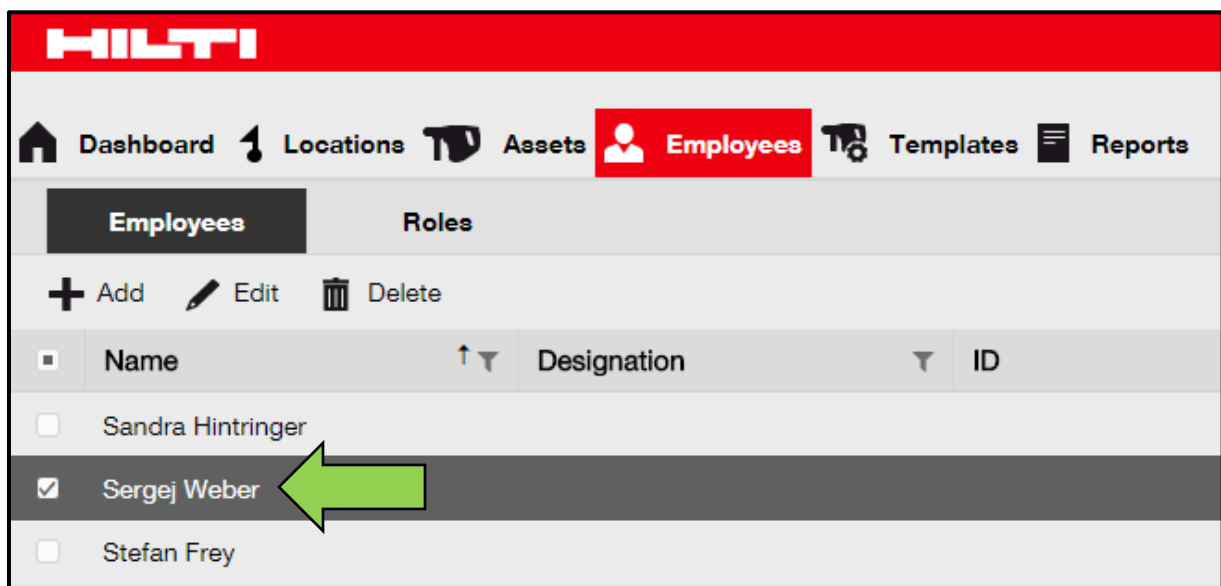 HILTI
Dashboard Locations Assets Employees Templates Reports
Employees Roles
Add Edit Delete
Name Designation ID
Sandra Hintringer
Sergej Weber
Stefan Frey